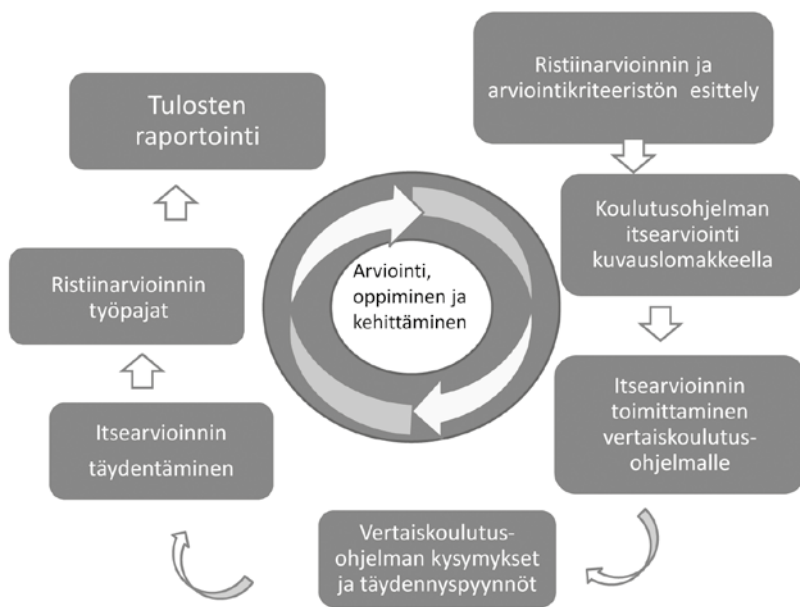 Ristiinarvioinnin ja
arviointikriteeristön esittely
Koulutusohjelman
itsearviointi
kuvauslomakkeella
Itsearvioinnin
toimittaminen
vertaiskoulutus-
ohjelmalle
Vertaiskoulutus-
ohjelman kysymykset
ja täydennyspyynnöt
Itsearvioinnin
täydentäminen
Ristiinarvioinnin
työpajat
Tulosten
raportointi
Arviointi,
oppiminen ja
kehittäminen